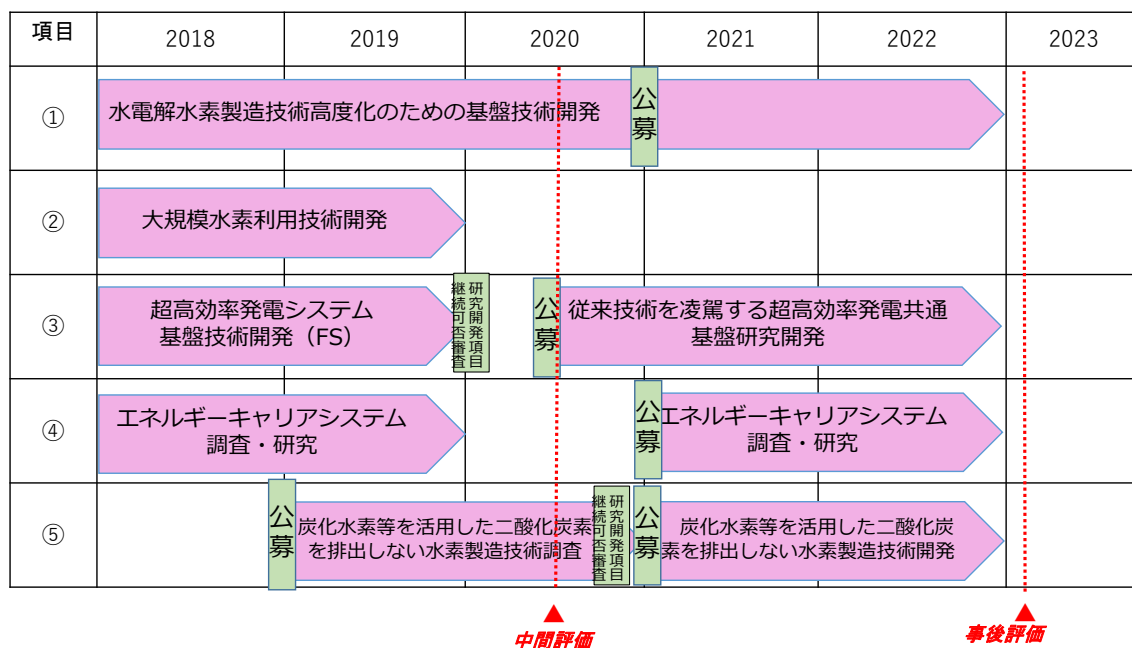 項目 2018 2019 2020 2021 2022 2023
①
水電解水素製造技術高度化のための基盤技術開発
公募
②
大規模水素利用技術開発
③
超高効率発電システム
基盤技術開発（FS）
研究開発項目
継続可否審査
公募
従来技術を凌駕する超高効率発電共通
基盤研究開発
④
エネルギーキャリアシステム
調査・研究
公募
エネルギーキャリアシステム
調査・研究
⑤
公募
炭化水素等を活用した二酸化炭素
を排出しない水素製造技術調査
研究開発項目
継続可否審査
公募
炭化水素等を活用した二酸化炭
素を排出しない水素製造技術開発
中間評価
事後評価